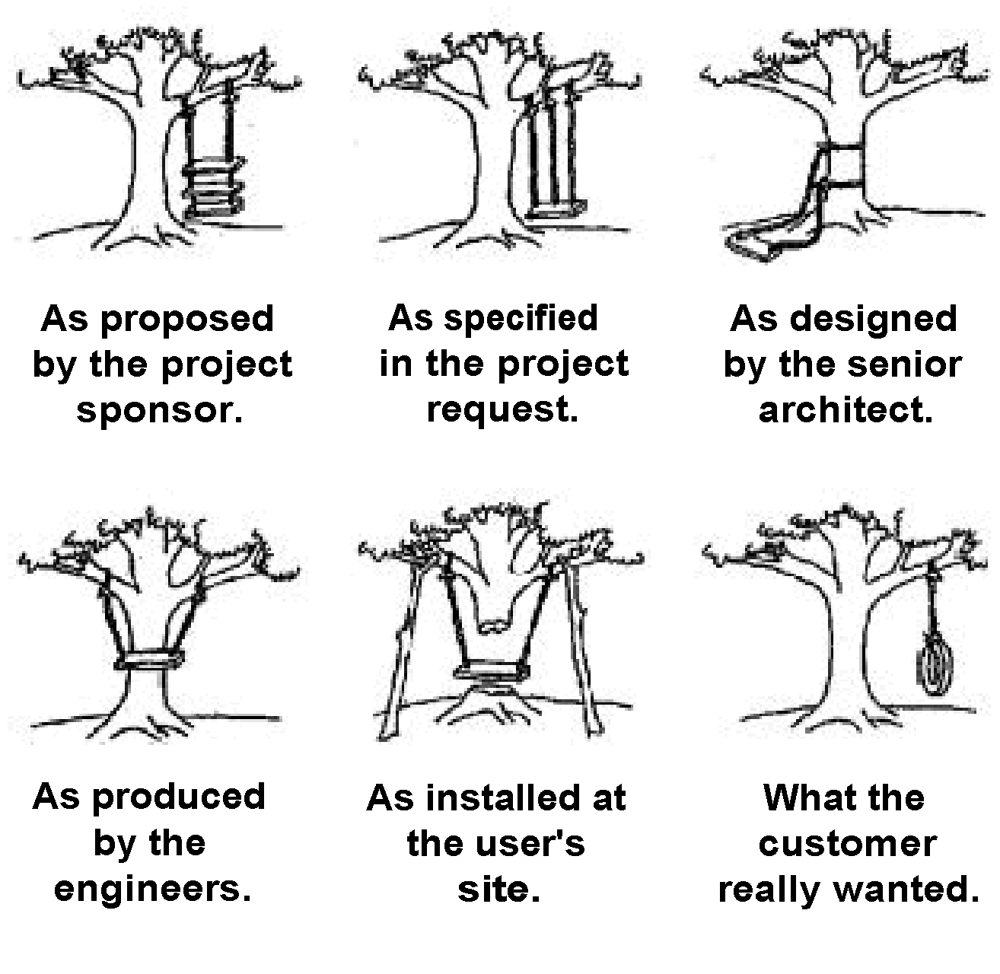 As proposed
by the project
sponsor.
As specified
in the project
request.
As designed
by the senior
architect.
As produced
by the
engineers.
As installed at
the user's
site.
What the
customer
really wanted.